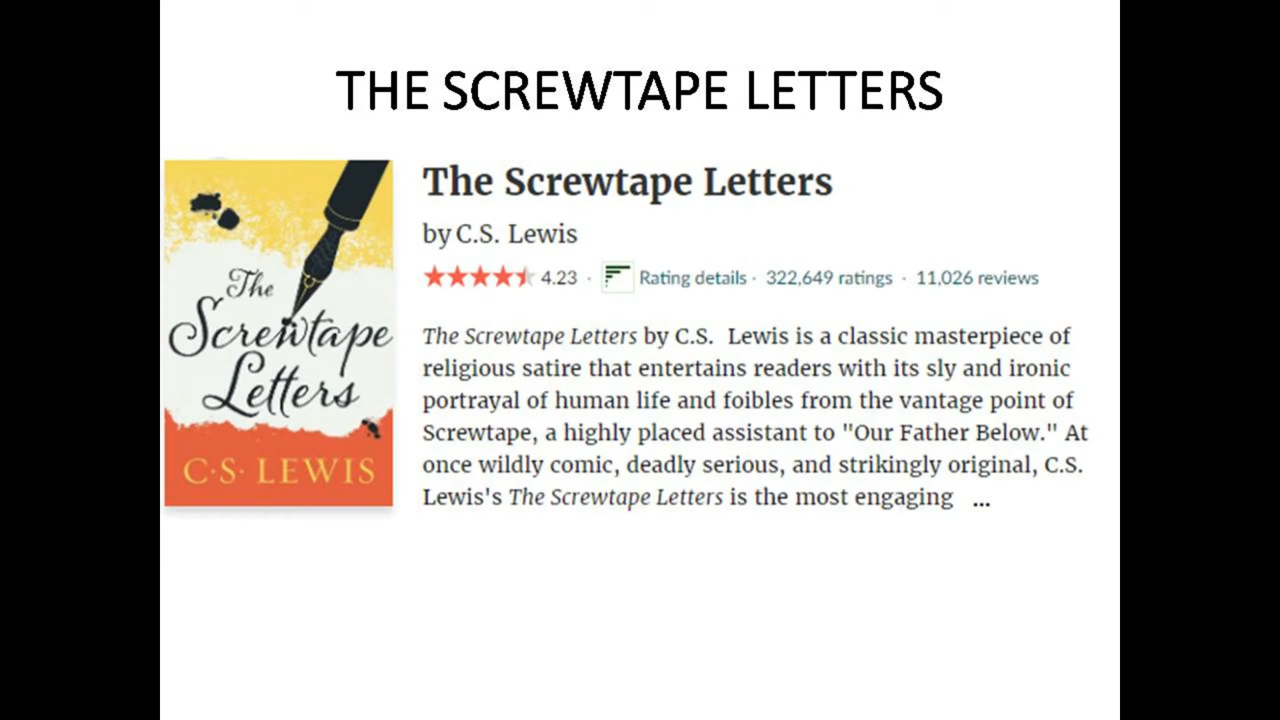 THE SCREWTAPE LETTERS
The
Screwtape
Letters
C·S· LEWIS
The Screwtape Letters
by C.S. Lewis
4.23 · Rating details · 322,649 ratings · 11,026 reviews
The Screwtape Letters by C.S. Lewis is a classic masterpiece of
religious satire that entertains readers with its sly and ironic
portrayal of human life and foibles from the vantage point of
Screwtape, a highly placed assistant to "Our Father Below." At
once wildly comic, deadly serious, and strikingly original, C.S.
Lewis's The Screwtape Letters is the most engaging ...